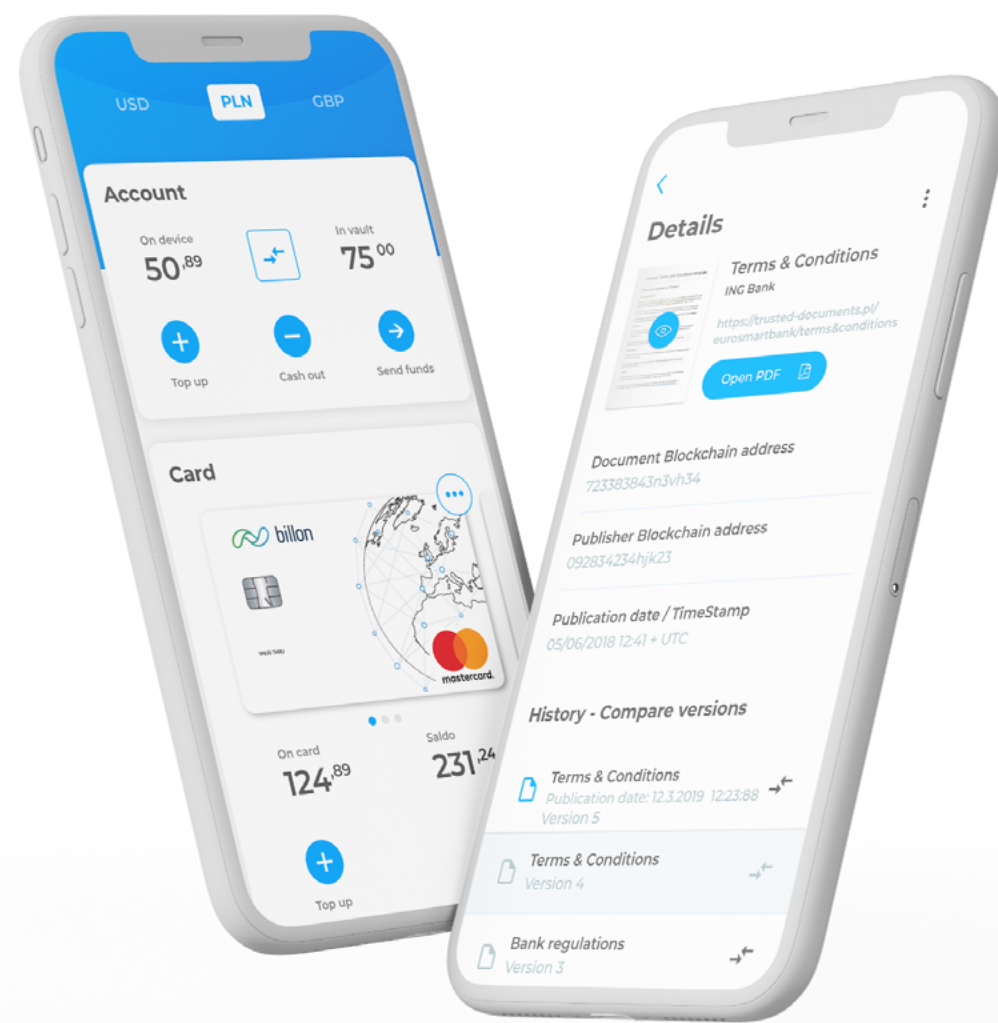 USD PLN GBP
Account
On device
50,89
In vault
75 00
Top up
Cash out
Send funds
Card
billon
mastercard.
On card
124,89
Saldo
231,24
Top up
Details
Terms & Conditions
ING Bank
https://trusted-documents.pl/
eurosmartbank/terms&conditions
Open PDF
Document Blockchain address
723383843n3vh34
Publisher Blockchain address
092834234hjk23
Publication date / TimeStamp
05/06/2018 12:41 + UTC
History - Compare versions
Terms & Conditions
Publication date: 12.3.2019 12:23:88
Version 5
Terms & Conditions
Version 4
Bank regulations
Version 3